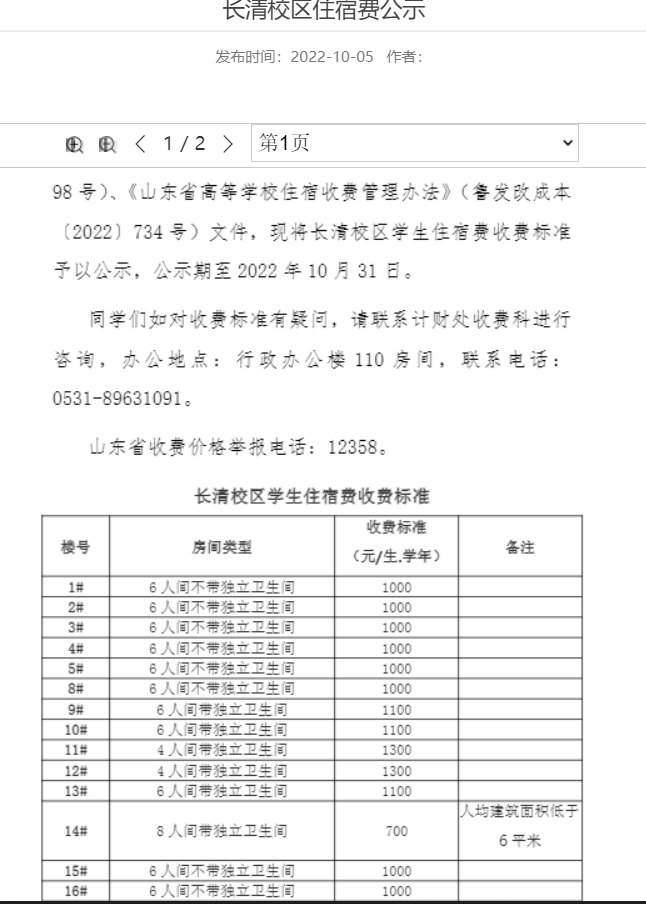 长清校区住宿费公示
发布时间：2022-10-05 作者：
1 / 2 第1页
98 号）、《山东省高等学校住宿收费管理办法》（鲁发改成本
〔2022〕734 号）文件，现将长清校区学生住宿费收费标准
予以公示，公示期至 2022 年 10 月 31 日。
同学们如对收费标准有疑问，请联系计财处收费科进行
咨询，办公地点：行政办公楼 110 房间，联系电话：
0531-89631091。
山东省收费价格举报电话：12358。
长清校区学生住宿费收费标准
楼号 房间类型 收费标准（元/生.学年） 备注
1# 6 人间不带独立卫生间 1000
2# 6 人间不带独立卫生间 1000
3# 6 人间不带独立卫生间 1000
4# 6 人间不带独立卫生间 1000
5# 6 人间不带独立卫生间 1000
8# 6 人间不带独立卫生间 1000
9# 6 人间带独立卫生间 1100
10# 6 人间带独立卫生间 1100
11# 4 人间带独立卫生间 1300
12# 4 人间带独立卫生间 1300
13# 6 人间带独立卫生间 1100
14# 8 人间带独立卫生间 700 人均建筑面积低于 6 平米
15# 6 人间不带独立卫生间 1000
16# 6 人间不带独立卫生间 1000